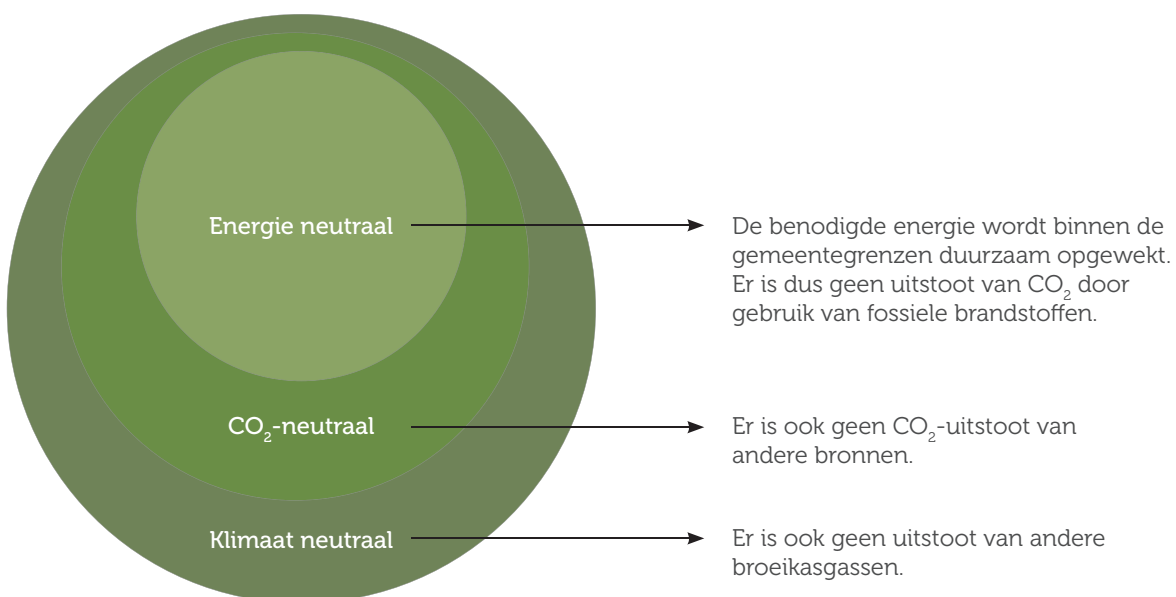 Energie neutraal
De benodigde energie wordt binnen de
gemeentegrenzen duurzaam opgewekt.
Er is dus geen uitstoot van CO₂ door
gebruik van fossiele brandstoffen.
CO₂-neutraal
Er is ook geen CO₂-uitstoot van
andere bronnen.
Klimaat neutraal
Er is ook geen uitstoot van andere
broeikasgassen.